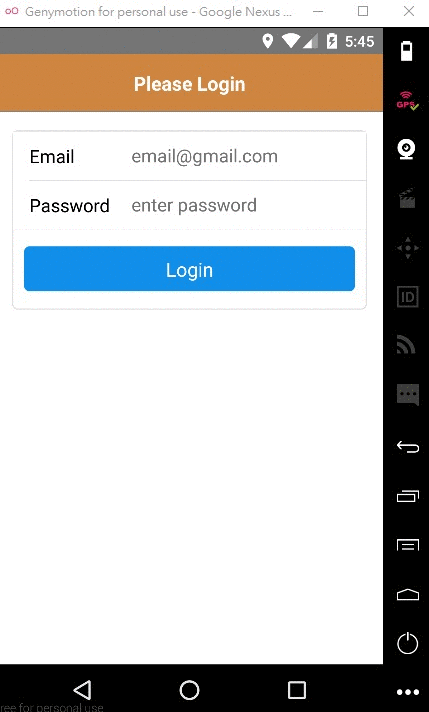 Genymotion for personal use - Google Nexus ...
5:45
Please Login
GPS
Email email@gmail.com
Password enter password
Login
ID
ree for personal use